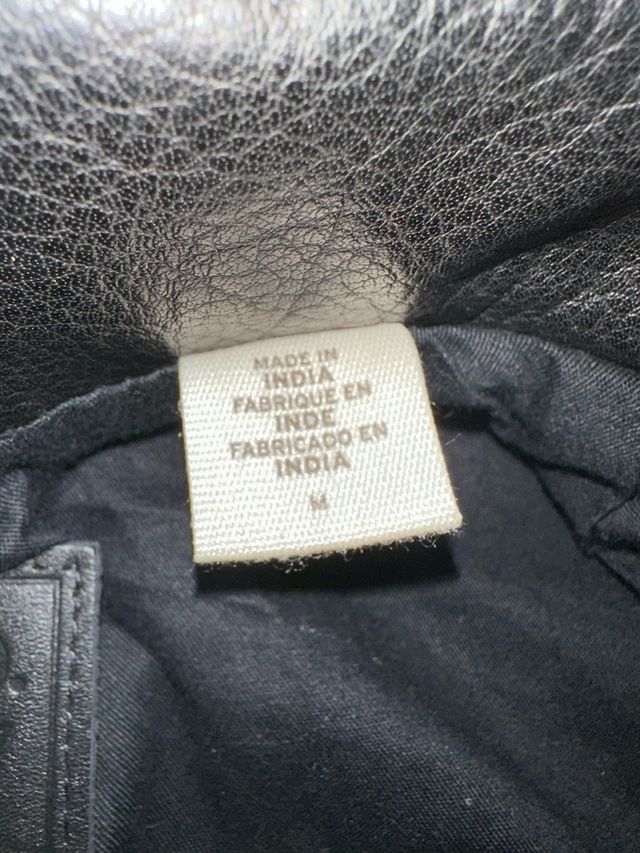 MADE IN
INDIA
FABRIQUE EN
INDE
FABRICADO EN
INDIA
M